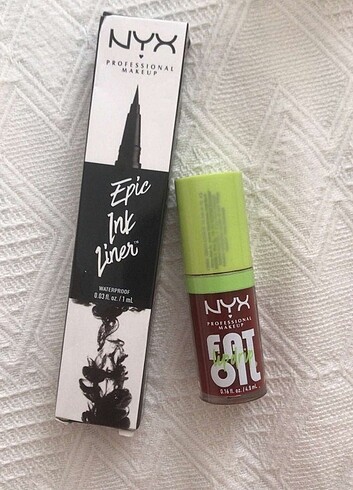 NYX
PROFESSIONAL
MAKEUP
Epic
Ink
Liner™
WATERPROOF
0.03 fl. oz. / 1 mL
NYX
PROFESSIONAL
MAKEUP
FAT
OIL
0.16 fl.oz. / 4.8 mL